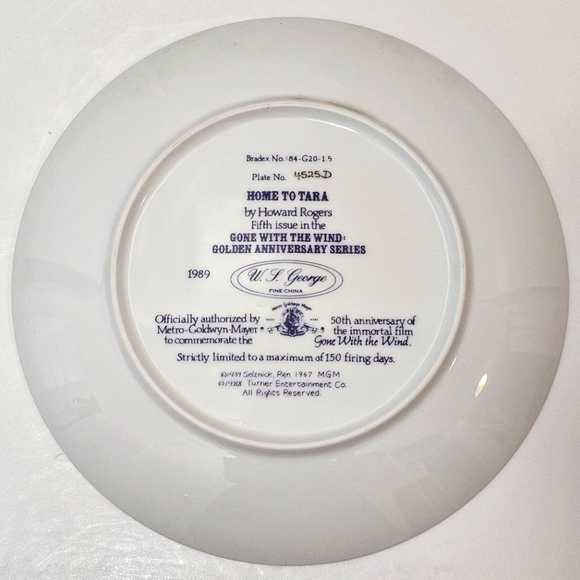 Bradex No. 84-G20-1.5
Plate No. 4525D
HOME TO TARA
by Howard Rogers
Fifth issue in the
GONE WITH THE WIND:
GOLDEN ANNIVERSARY SERIES
1989
W. S. George
FINE CHINA
Metro Goldwyn Mayer
Officially authorized by
Metro-Goldwyn-Mayer
to commemorate the
50th anniversary of
the immortal film
Gone With the Wind.
Strictly limited to a maximum of 150 firing days.
©1939 Selznick, Ren. 1967 MGM
©1988 Turner Entertainment Co.
All Rights Reserved.